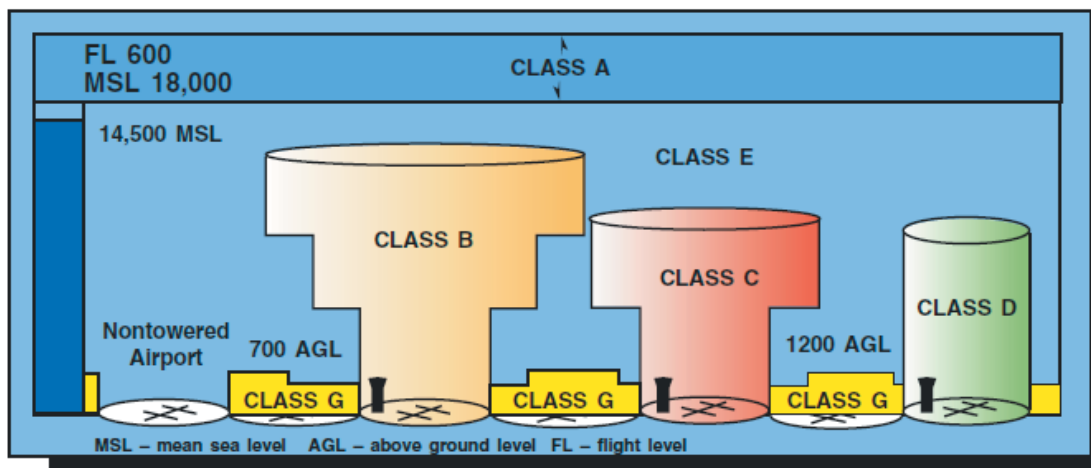 FL 600
MSL 18,000
CLASS A
14,500 MSL
CLASS E
CLASS B
CLASS C
CLASS D
Nontowered
Airport
700 AGL
1200 AGL
CLASS G
CLASS G
CLASS G
MSL – mean sea level AGL – above ground level FL – flight level